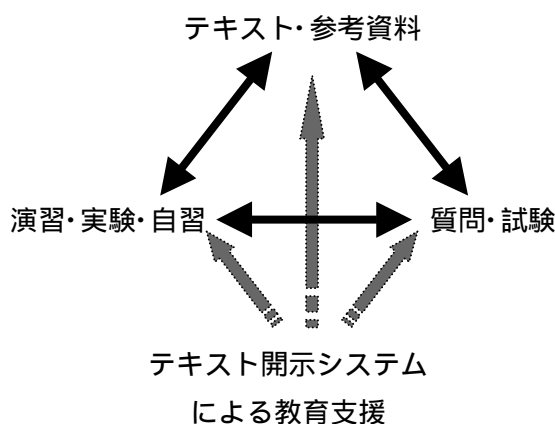 テキスト・参考資料
演習・実験・自習
質問・試験
テキスト開示システム
による教育支援